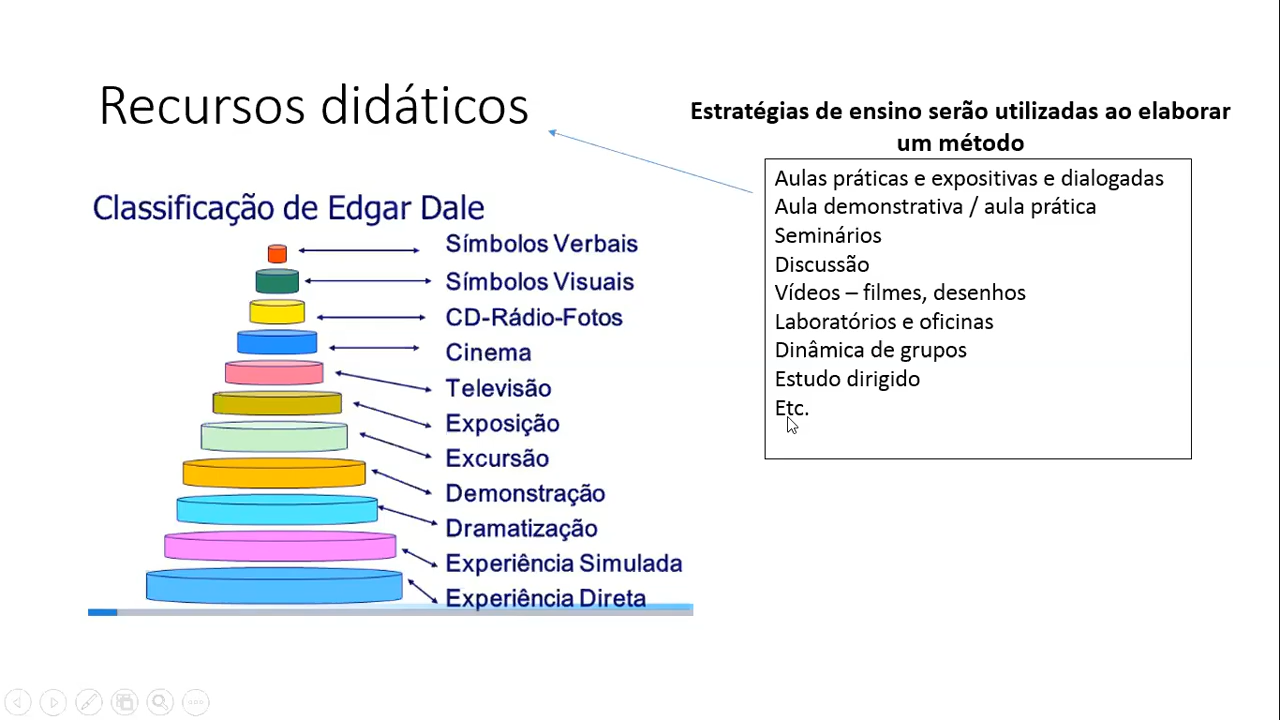 Recursos didáticos
Classificação de Edgar Dale
Símbolos Verbais
Símbolos Visuais
CD-Rádio-Fotos
Cinema
Televisão
Exposição
Excursão
Demonstração
Dramatização
Experiência Simulada
Experiência Direta
Estratégias de ensino serão utilizadas ao elaborar
um método
Aulas práticas e expositivas e dialogadas
Aula demonstrativa / aula prática
Seminários
Discussão
Vídeos – filmes, desenhos
Laboratórios e oficinas
Dinâmica de grupos
Estudo dirigido
Etc.